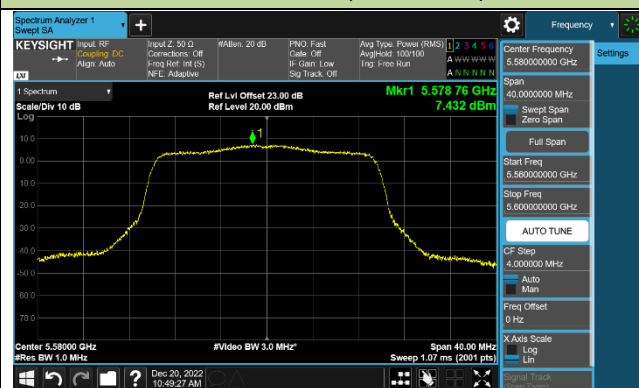 Spectrum Analyzer 1
Swept SA
+
Frequency
KEYSIGHT
Input: RF
Coupling: DC
Align: Auto
LXI
Input Z: 50 Ω
Corrections: Off
Freq Ref: Int (S)
NFE: Adaptive
#Atten: 20 dB
PNO: Fast
Gate: Off
IF Gain: Low
Sig Track: Off
Avg Type: Power (RMS)
Avg|Hold: 100/100
Trig: Free Run
1 2 3 4 5 6
A W W W W W
A N N N N N
1 Spectrum
Scale/Div 10 dB
Log
Ref Lvl Offset 23.00 dB
Ref Level 20.00 dBm
Mkr1 5.578 76 GHz
7.432 dBm
1
10.0
0.00
-10.0
-20.0
-30.0
-40.0
-50.0
-60.0
-70.0
Center 5.58000 GHz
#Res BW 1.0 MHz
#Video BW 3.0 MHz*
Span 40.00 MHz
Sweep 1.07 ms (2001 pts)
Dec 20, 2022
10:49:27 AM
?
Center Frequency
5.580000000 GHz
Span
40.0000000 MHz
Swept Span
Zero Span
Full Span
Start Freq
5.560000000 GHz
Stop Freq
5.600000000 GHz
AUTO TUNE
CF Step
4.000000 MHz
Auto
Man
Freq Offset
0 Hz
X Axis Scale
Log
Lin
Signal Track
Settings